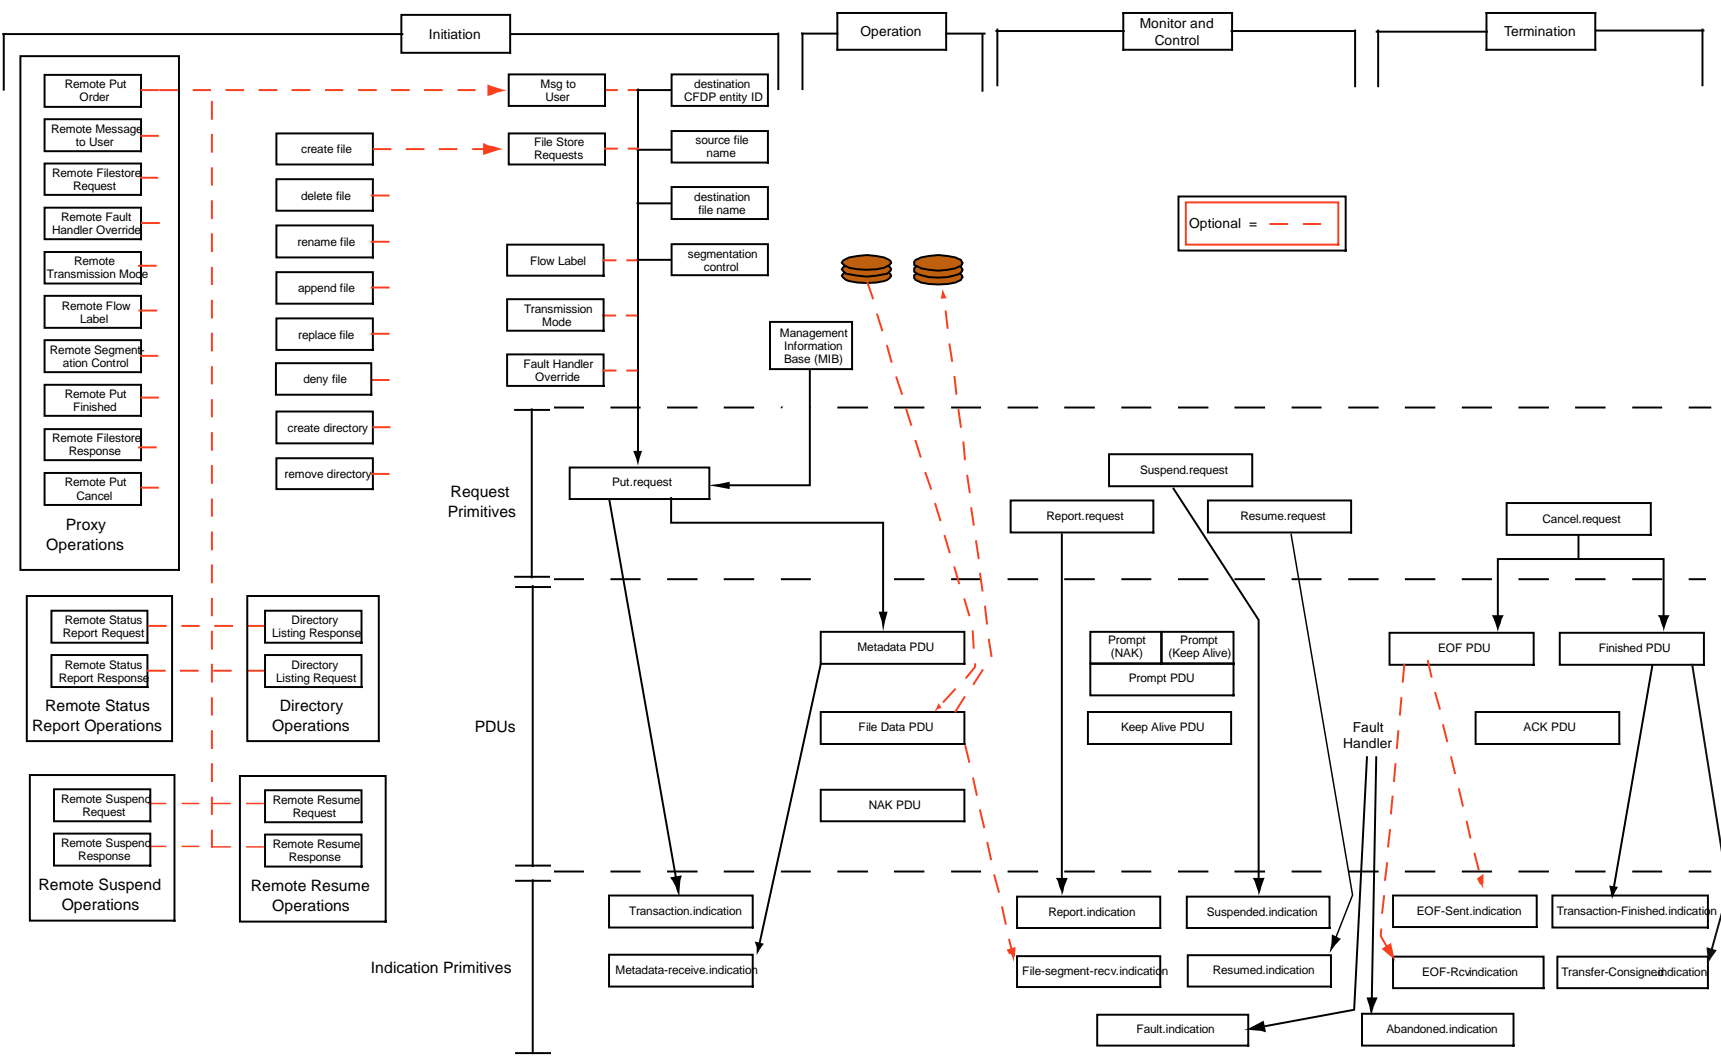 Initiation
Operation
Monitor and
Control
Termination
Remote Put
Order
Remote Message
to User
Remote Filestore
Request
Remote Fault
Handler Override
Remote
Transmission Mode
Remote Flow
Label
Remote Segment-
ation Control
Remote Put
Finished
Remote Filestore
Response
Remote Put
Cancel
Proxy
Operations
create file
delete file
rename file
append file
replace file
deny file
create directory
remove directory
Msg to
User
File Store
Requests
Flow Label
Transmission
Mode
Fault Handler
Override
destination
CFDP entity ID
source file
name
destination
file name
segmentation
control
Management
Information
Base (MIB)
Optional =
Request
Primitives
Put.request
Report.request
Suspend.request
Resume.request
Cancel.request
Remote Status
Report Request
Remote Status
Report Response
Remote Status
Report Operations
Directory
Listing Response
Directory
Listing Request
Directory
Operations
Remote Suspend
Request
Remote Suspend
Response
Remote Suspend
Operations
Remote Resume
Request
Remote Resume
Response
Remote Resume
Operations
PDUs
Metadata PDU
File Data PDU
NAK PDU
Prompt
(NAK)
Prompt
(Keep Alive)
Prompt PDU
Keep Alive PDU
EOF PDU
Finished PDU
ACK PDU
Fault
Handler
Indication Primitives
Transaction.indication
Metadata-receive.indication
Report.indication
File-segment-recv.indication
Suspended.indication
Resumed.indication
EOF-Sent.indication
EOF-Rcvindication
Transaction-Finished.indication
Transfer-Consigned.indication
Fault.indication
Abandoned.indication